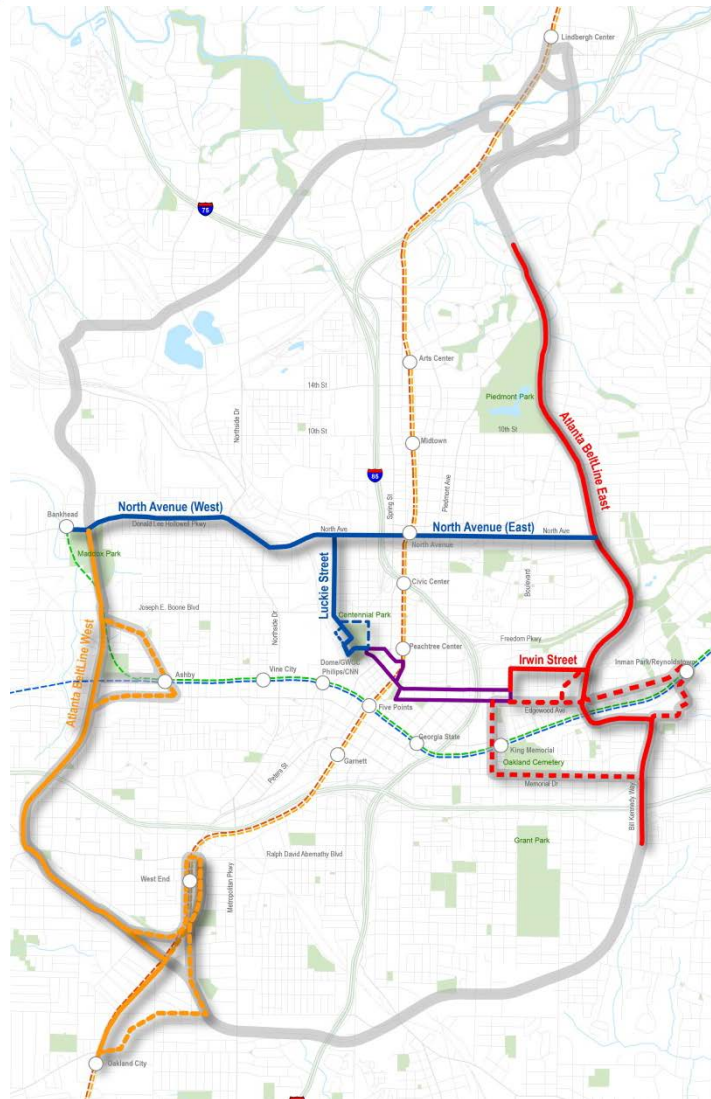 Lindbergh Center
75
Arts Center
14th St
Northside Dr
Piedmont Park
10th St
10th St
Atlanta BeltLine East
Midtown
Piedmont Ave
85
Spring St
Bankhead
North Avenue (West)
Donald Lee Hollowell Pkwy
North Ave
North Avenue (East)
North Ave
North Avenue
Maddox Park
Luckie Street
Civic Center
Boulevard
Joseph E. Boone Blvd
Northside Dr
Centennial Park
Freedom Pkwy
Atlanta BeltLine West
Peachtree Center
Irwin Street
Inman Park/Reynoldstown
Ashby
Vine City
Dome/GWCC
Philips/CNN
Five Points
Edgewood Ave
Georgia State
King Memorial
Oakland Cemetery
Garnett
Peters St
Memorial Dr
Bill Kennedy Way
Grant Park
Ralph David Abernathy Blvd
West End
Metropolitan Pkwy
Oakland City